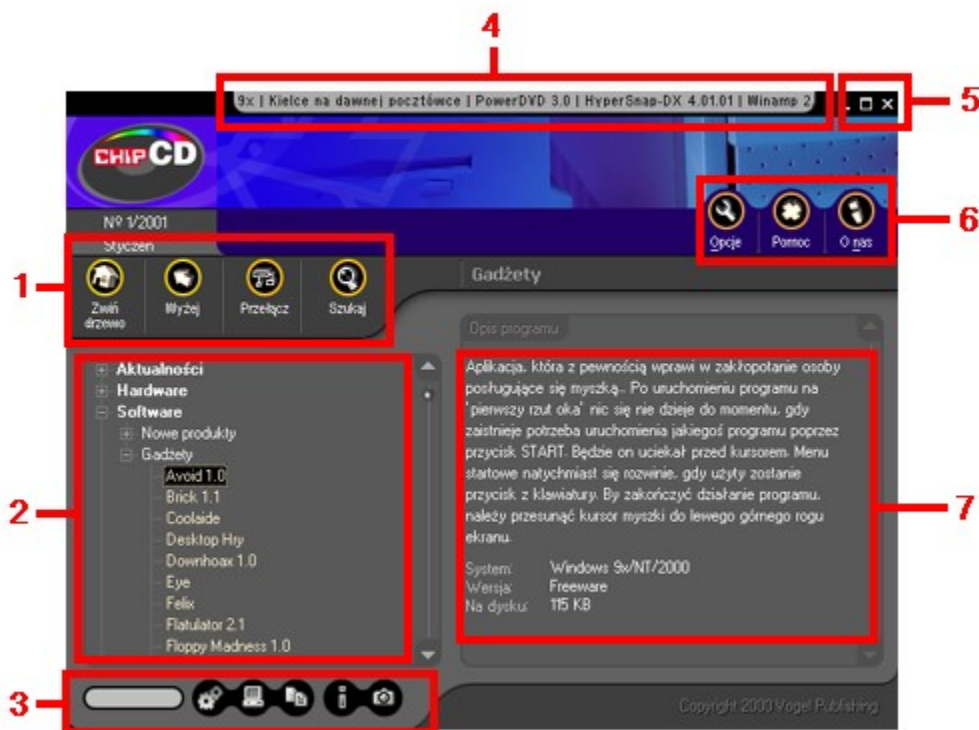 4
9x | Kielce na dawnej pocztówce | PowerDVD 3.0 | HyperSnap-DX 4.01.01 | Winamp 2
5
CHIP CD
Nº 1/2001
Styczeń
Opcje
Pomoc
O nas
6
1
Zwiń drzewo
Wyżej
Przełącz
Szukaj
Gadżety
Opis programu
2
Aktualności
Hardware
Software
Nowe produkty
Gadżety
Avoid 1.0
Brick 1.1
Coolaide
Desktop Hry
Downhoax 1.0
Eye
Felix
Flatulator 2.1
Floppy Madness 1.0
Aplikacja, która z pewnością wprawi w zakłopotanie osoby
posługujące się myszką.. Po uruchomieniu programu na
'pierwszy rzut oka' nic się nie dzieje do momentu, gdy
zaistnieje potrzeba uruchomienia jakiegoś programu poprzez
przycisk START. Będzie on uciekał przed kursorem. Menu
startowe natychmiast się rozwinie, gdy użyty zostanie
przycisk z klawiatury. By zakończyć działanie programu,
należy przesunąć kursor myszki do lewego górnego rogu
ekranu.
System: Windows 9x/NT/2000
Wersja: Freeware
Na dysku: 115 KB
7
3
Copyright 2000 Vogel Publishing